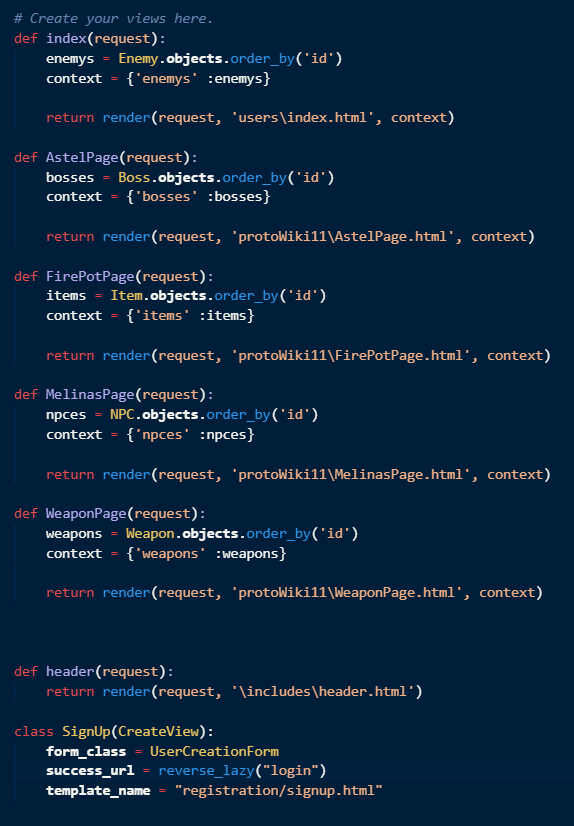 # Create your views here.
def index(request):
    enemys = Enemy.objects.order_by('id')
    context = {'enemys' :enemys}

    return render(request, 'users\index.html', context)

def AstelPage(request):
    bosses = Boss.objects.order_by('id')
    context = {'bosses' :bosses}

    return render(request, 'protoWiki11\AstelPage.html', context)

def FirePotPage(request):
    items = Item.objects.order_by('id')
    context = {'items' :items}

    return render(request, 'protoWiki11\FirePotPage.html', context)

def MelinasPage(request):
    npces = NPC.objects.order_by('id')
    context = {'npces' :npces}

    return render(request, 'protoWiki11\MelinasPage.html', context)

def WeaponPage(request):
    weapons = Weapon.objects.order_by('id')
    context = {'weapons' :weapons}

    return render(request, 'protoWiki11\WeaponPage.html', context)



def header(request):
    return render(request, '\includes\header.html')

class SignUp(CreateView):
    form_class = UserCreationForm
    success_url = reverse_lazy("login")
    template_name = "registration/signup.html"